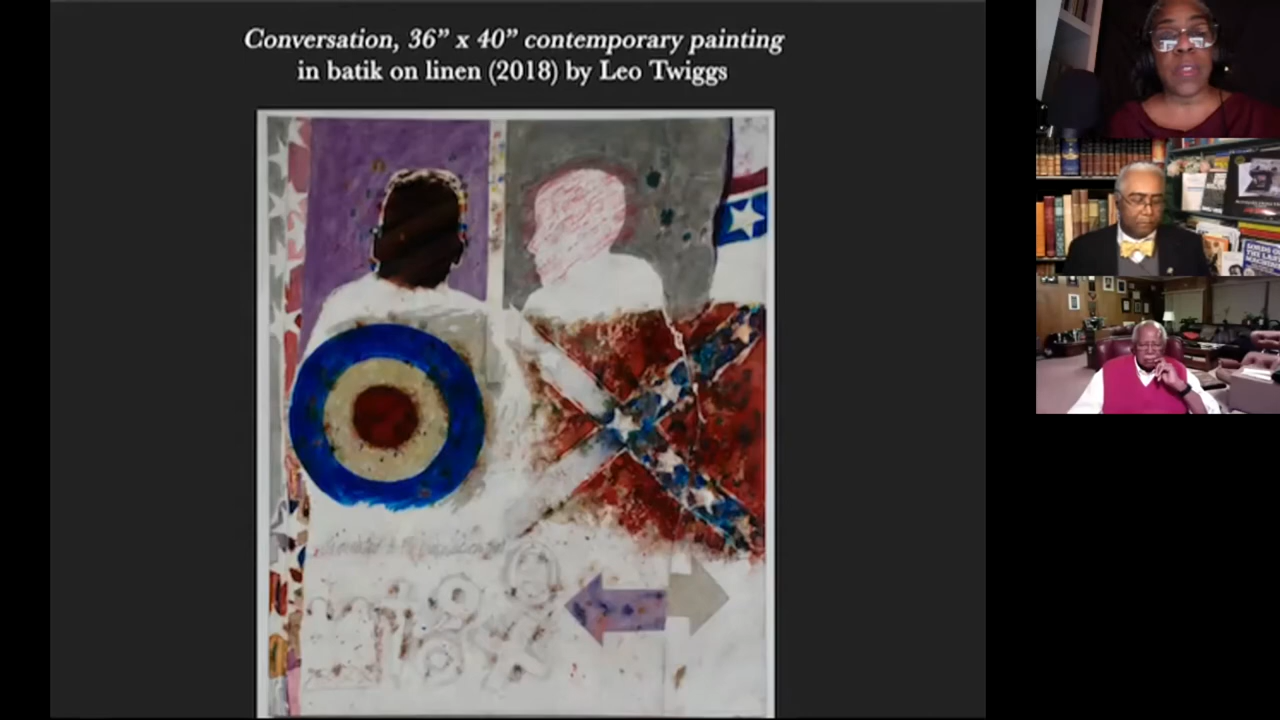 Conversation, 36” x 40” contemporary painting
in batik on linen (2018) by Leo Twiggs